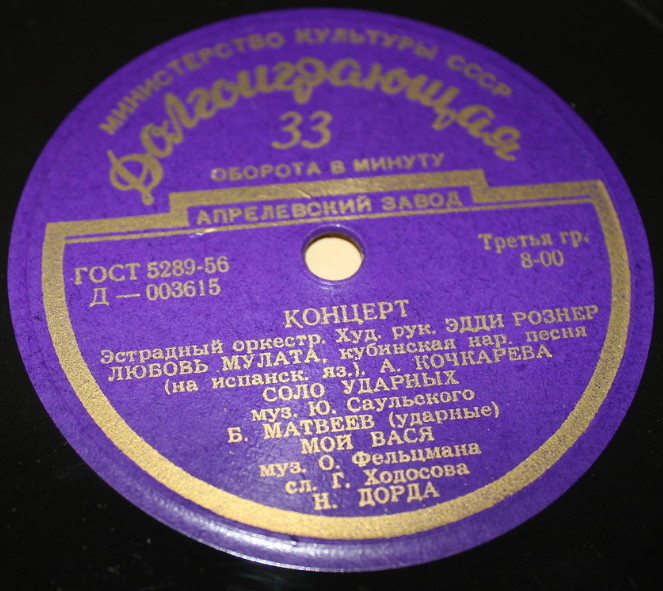 МИНИСТЕРСТВО КУЛЬТУРЫ СССР
Долгоиграющая
33
ОБОРОТА В МИНУТУ
АПРЕЛЕВСКИЙ ЗАВОД
ГОСТ 5289-56
Д — 003615
Третья гр.
8-00
КОНЦЕРТ
Эстрадный оркестр. Худ. рук. ЭДДИ РОЗНЕР
ЛЮБОВЬ МУЛАТА, кубинская нар. песня
(на испанск. яз.). А. КОЧКАРЕВА
СОЛО УДАРНЫХ
муз. Ю. Саульского
Б. МАТВЕЕВ (ударные)
МОЙ ВАСЯ
муз. О. Фельцмана
сл. Г. Ходосова
Н. ДОРДА